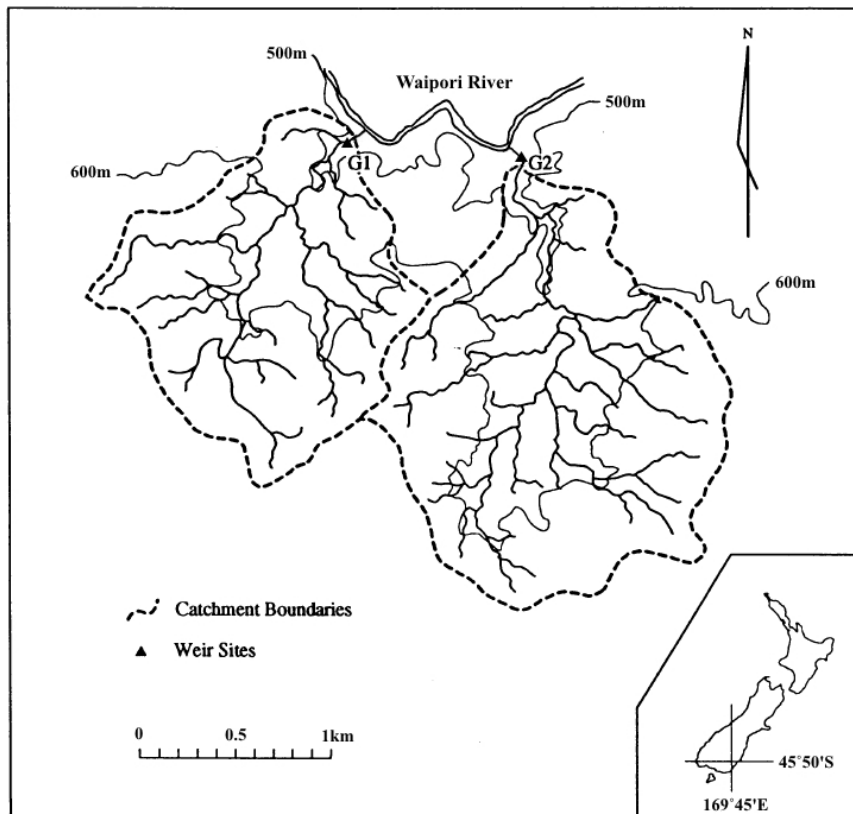 500m
Waipori River
N
500m
G1
G2
600m
600m
Catchment Boundaries
Weir Sites
0 0.5 1km
45°50'S
169°45'E